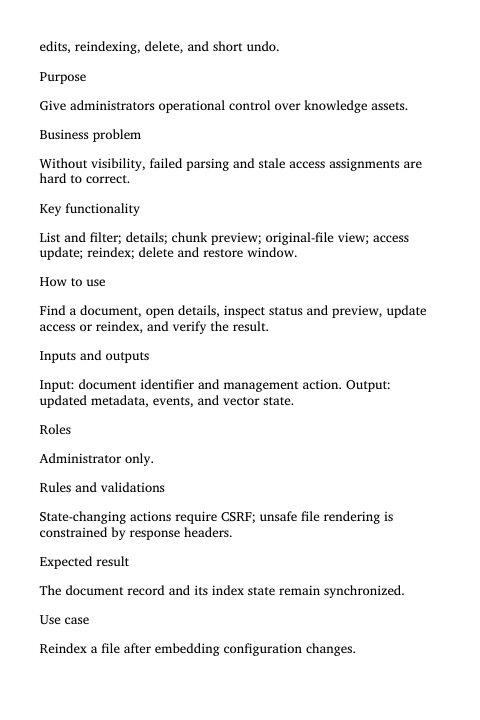 edits, reindexing, delete, and short undo.
Purpose
Give administrators operational control over knowledge assets.
Business problem
Without visibility, failed parsing and stale access assignments are
hard to correct.
Key functionality
List and filter; details; chunk preview; original-file view; access
update; reindex; delete and restore window.
How to use
Find a document, open details, inspect status and preview, update
access or reindex, and verify the result.
Inputs and outputs
Input: document identifier and management action. Output:
updated metadata, events, and vector state.
Roles
Administrator only.
Rules and validations
State-changing actions require CSRF; unsafe file rendering is
constrained by response headers.
Expected result
The document record and its index state remain synchronized.
Use case
Reindex a file after embedding configuration changes.